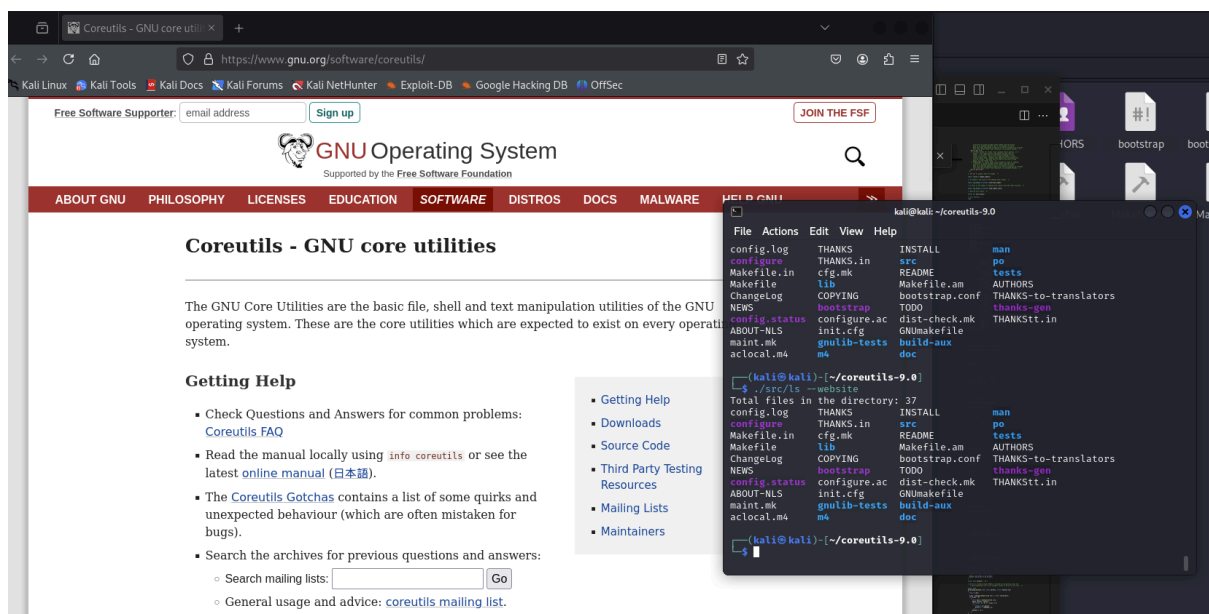 Coreutils - GNU core utili ×
+
https://www.gnu.org/software/coreutils/
Kali Linux Kali Tools Kali Docs Kali Forums Kali NetHunter Exploit-DB Google Hacking DB OffSec
Free Software Supporter: email address Sign up JOIN THE FSF
GNU Operating System
Supported by the Free Software Foundation
ABOUT GNU PHILOSOPHY LICENSES EDUCATION SOFTWARE DISTROS DOCS MALWARE HELP GNU
Coreutils - GNU core utilities
The GNU Core Utilities are the basic file, shell and text manipulation utilities of the GNU
operating system. These are the core utilities which are expected to exist on every operati
system.
Getting Help
▪ Check Questions and Answers for common problems:
Coreutils FAQ
▪ Read the manual locally using info coreutils or see the
latest online manual (日本語).
▪ The Coreutils Gotchas contains a list of some quirks and
unexpected behaviour (which are often mistaken for
bugs).
▪ Search the archives for previous questions and answers:
◦ Search mailing lists: Go
◦ General usage and advice: coreutils mailing list.
▪ Getting Help
▪ Downloads
▪ Source Code
▪ Third Party Testing
Resources
▪ Mailing Lists
▪ Maintainers
HORS bootstrap boot
Ma
kali@kali: ~/coreutils-9.0
File Actions Edit View Help
config.log THANKS INSTALL man
configure THANKS.in src po
Makefile.in cfg.mk README tests
Makefile lib Makefile.am AUTHORS
ChangeLog COPYING bootstrap.conf THANKS-to-translators
NEWS bootstrap TODO thanks-gen
config.status configure.ac dist-check.mk THANKStt.in
ABOUT-NLS init.cfg GNUmakefile
maint.mk gnulib-tests build-aux
aclocal.m4 m4 doc
┌──(kali㉿kali)-[~/coreutils-9.0]
└─$ ./src/ls --website
Total files in the directory: 37
config.log THANKS INSTALL man
configure THANKS.in src po
Makefile.in cfg.mk README tests
Makefile lib Makefile.am AUTHORS
ChangeLog COPYING bootstrap.conf THANKS-to-translators
NEWS bootstrap TODO thanks-gen
config.status configure.ac dist-check.mk THANKStt.in
ABOUT-NLS init.cfg GNUmakefile
maint.mk gnulib-tests build-aux
aclocal.m4 m4 doc
┌──(kali㉿kali)-[~/coreutils-9.0]
└─$